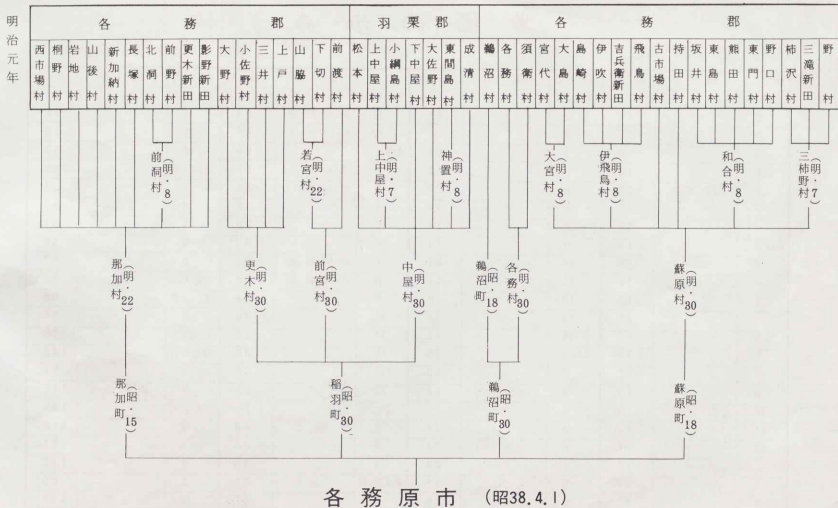 明治元年
各務郡
羽栗郡
各務郡
西市場村
桐野村
岩地村
山後村
新加納村
長塚村
北洞村
前野村
更木新田
影野新田
大野村
小佐野村
三井村
上戸村
山脇村
下切村
前渡村
松本村
上中屋村
小網島村
下中屋村
大佐野村
東間島村
成清村
鵜沼村
各務村
須衛村
宮代村
大島村
島崎村
伊吹村
吉兵衛新田
飛鳥村
古市場村
持田村
坂井村
東島村
熊田村
東門村
野口村
柿沢村
三滝新田
野村
前洞村(明・8)
若宮村(明・22)
上中屋村(明・7)
神置村(明・8)
大宮村(明・8)
伊飛鳥村(明・8)
和合村(明・8)
三柿野村(明・7)
那加村(明・22)
更木村(明・30)
前宮村(明・30)
中屋村(明・30)
鵜沼町(昭・18)
各務村(明・30)
蘇原村(明・30)
那加町(昭・15)
稲羽町(昭・30)
鵜沼町(昭・30)
蘇原町(昭・18)
各務原市 (昭38.4.1)